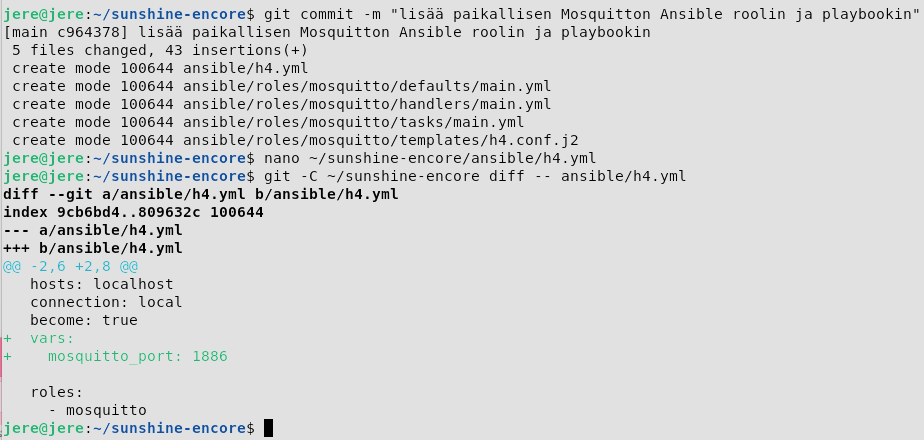 jere@jere:~/sunshine-encore$ git commit -m "lisää paikallisen Mosquitton Ansible roolin ja playbookin"
[main c964378] lisää paikallisen Mosquitton Ansible roolin ja playbookin
 5 files changed, 43 insertions(+)
 create mode 100644 ansible/h4.yml
 create mode 100644 ansible/roles/mosquitto/defaults/main.yml
 create mode 100644 ansible/roles/mosquitto/handlers/main.yml
 create mode 100644 ansible/roles/mosquitto/tasks/main.yml
 create mode 100644 ansible/roles/mosquitto/templates/h4.conf.j2
jere@jere:~/sunshine-encore$ nano ~/sunshine-encore/ansible/h4.yml
jere@jere:~/sunshine-encore$ git -C ~/sunshine-encore diff -- ansible/h4.yml
diff --git a/ansible/h4.yml b/ansible/h4.yml
index 9cb6bd4..809632c 100644
--- a/ansible/h4.yml
+++ b/ansible/h4.yml
@@ -2,6 +2,8 @@
   hosts: localhost
   connection: local
   become: true
+  vars:
+    mosquitto_port: 1886
   roles:
     - mosquitto
jere@jere:~/sunshine-encore$